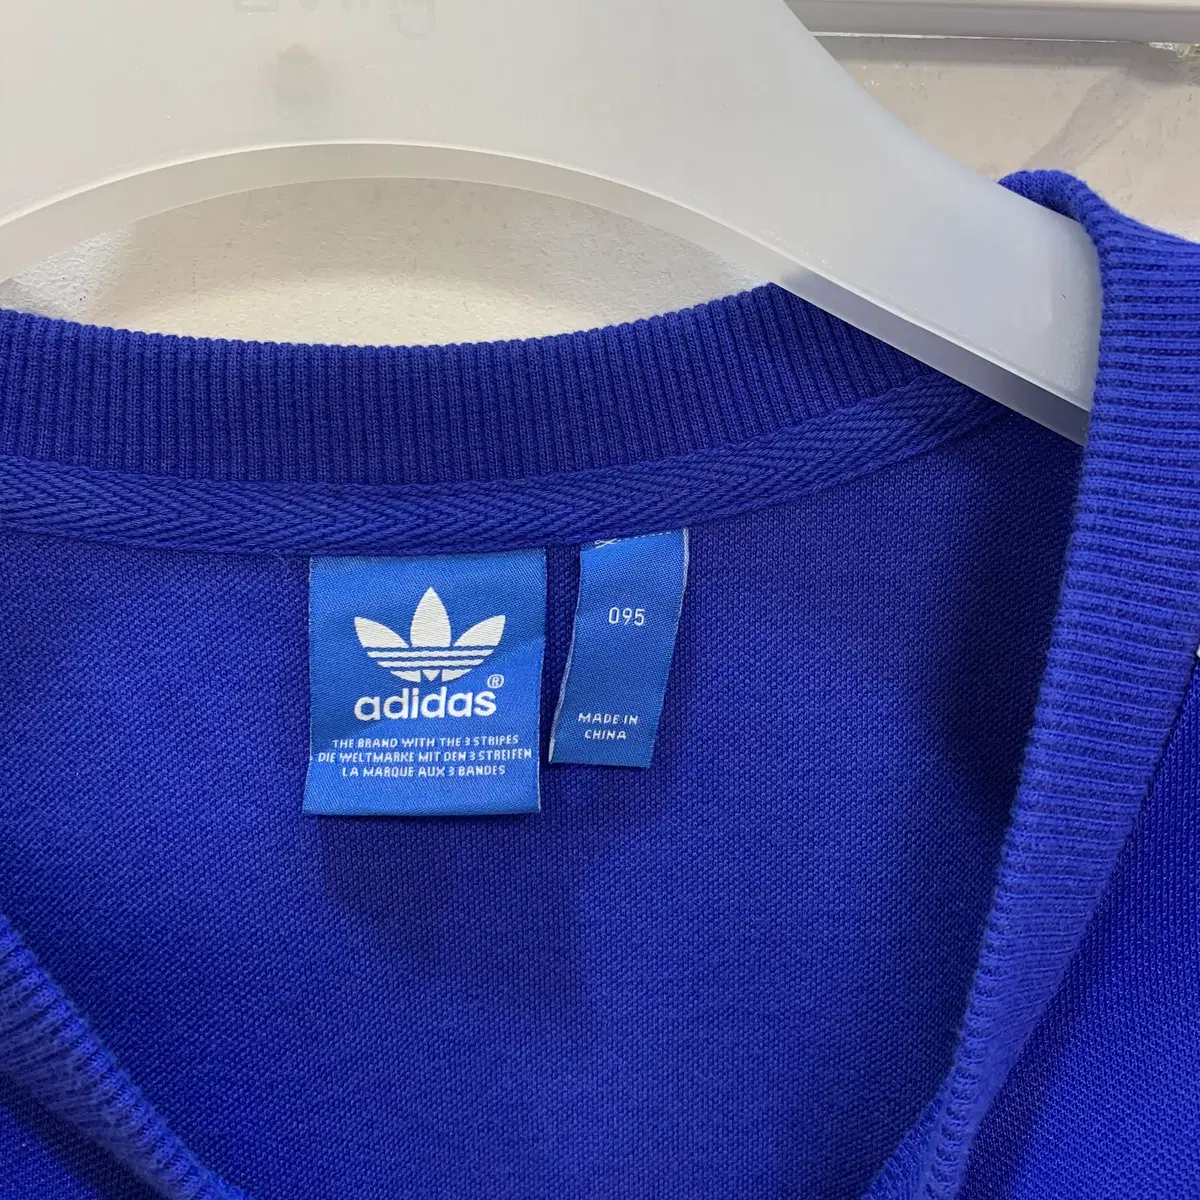 adidas®
THE BRAND WITH THE 3 STRIPES
DIE WELTMARKE MIT DEN 3 STREIFEN
LA MARQUE AUX 3 BANDES
095
MADE IN
CHINA